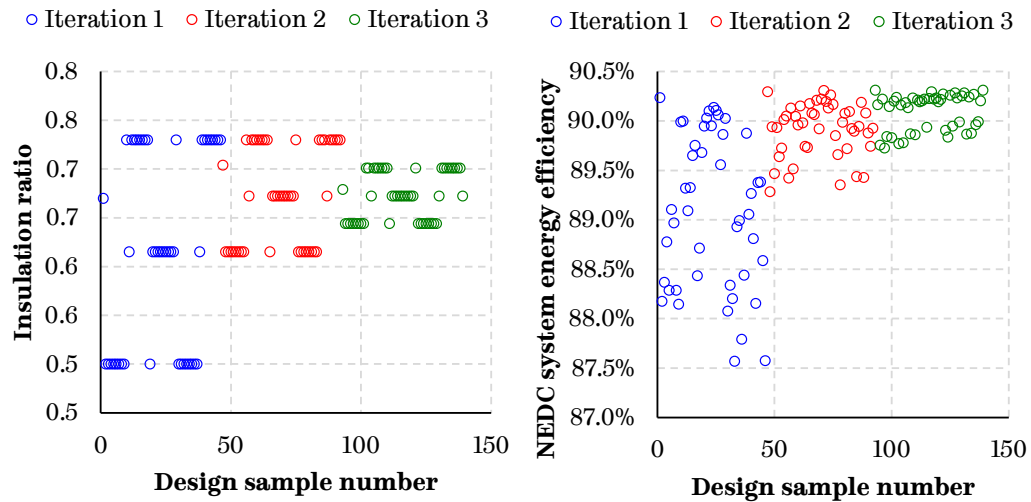 Iteration 1 Iteration 2 Iteration 3
Insulation ratio
0.8
0.8
0.7
0.7
0.6
0.6
0.5
0.5
0 50 100 150
Design sample number
Iteration 1 Iteration 2 Iteration 3
NEDC system energy efficiency
90.5%
90.0%
89.5%
89.0%
88.5%
88.0%
87.5%
87.0%
0 50 100 150
Design sample number